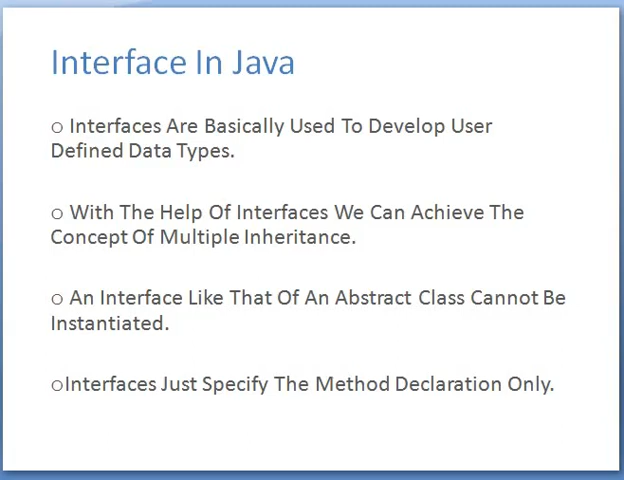 Interface In Java
o Interfaces Are Basically Used To Develop User
Defined Data Types.
o With The Help Of Interfaces We Can Achieve The
Concept Of Multiple Inheritance.
o An Interface Like That Of An Abstract Class Cannot Be
Instantiated.
oInterfaces Just Specify The Method Declaration Only.